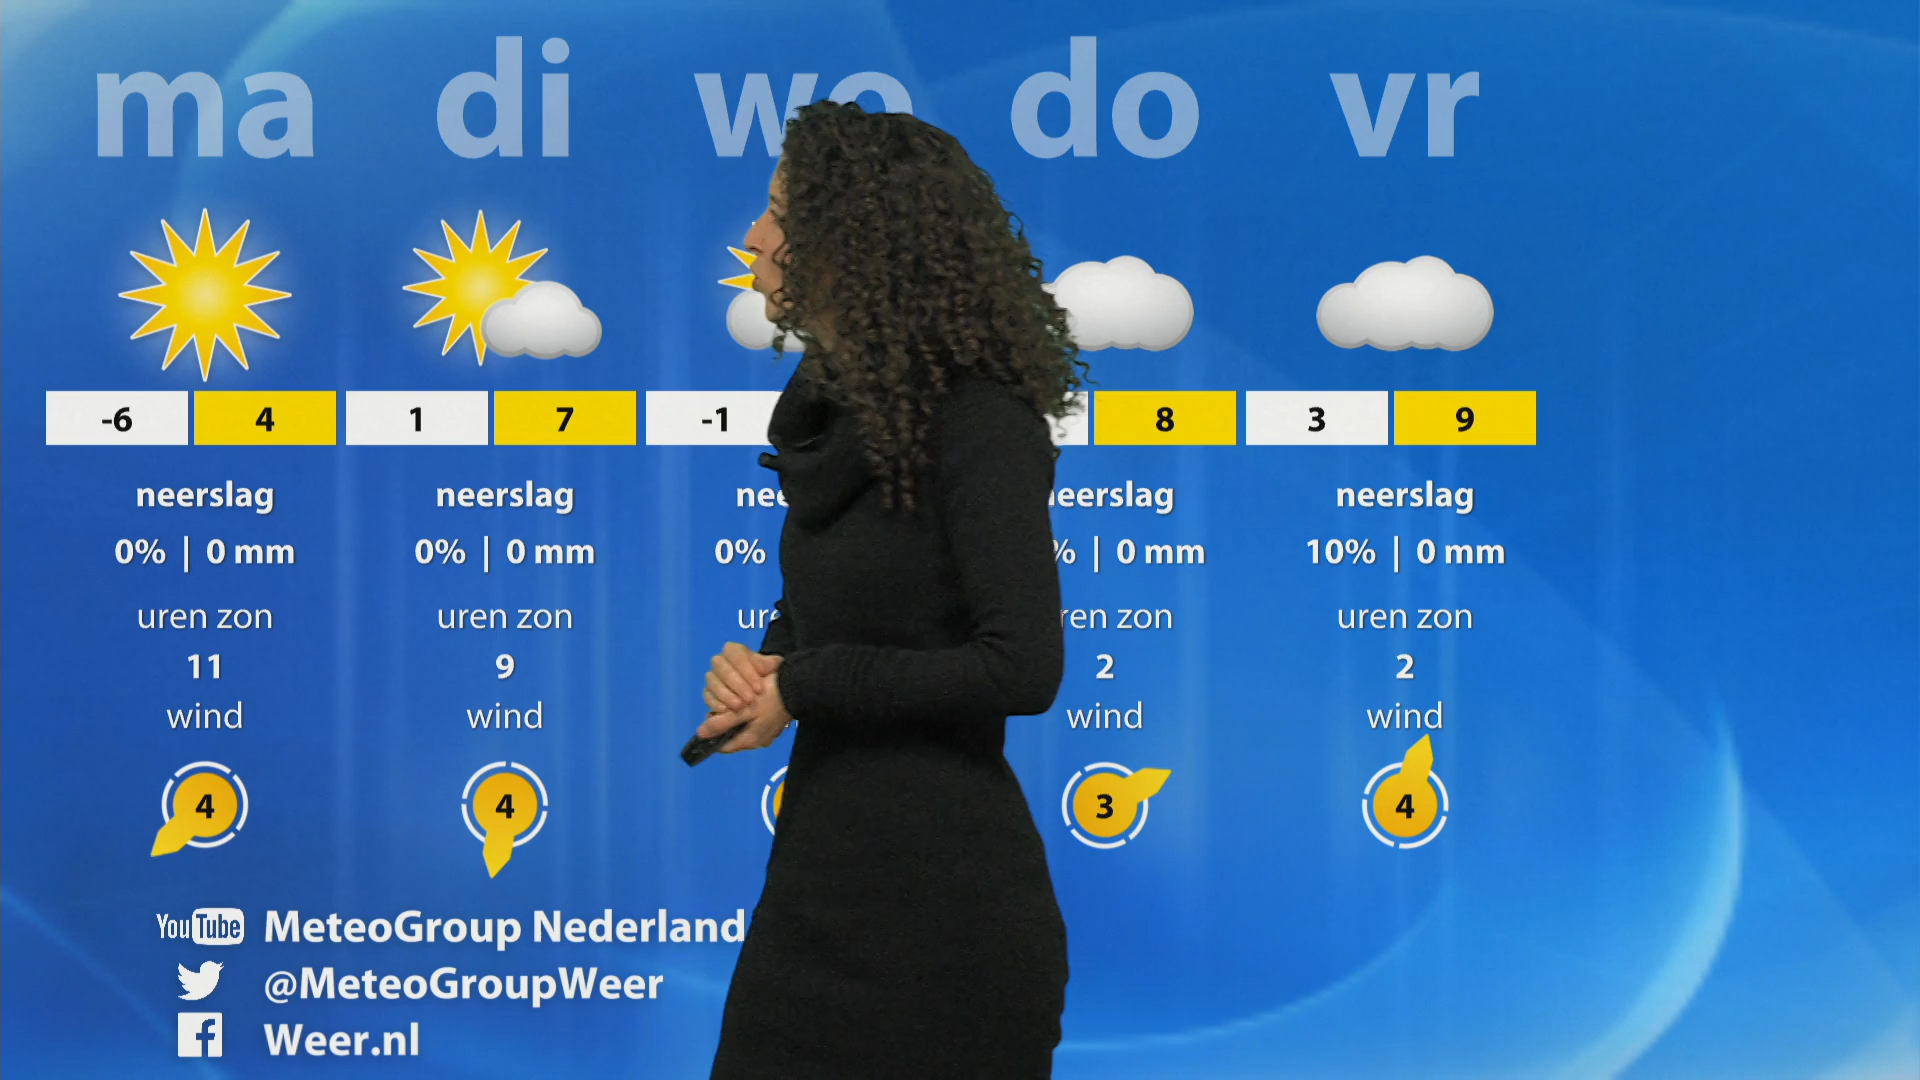 ma di wo do vr
-6 4 1 7 -1 8 3 9
neerslag neerslag neerslag neerslag
0% | 0 mm 0% | 0 mm 0% | 0 mm 10% | 0 mm
uren zon uren zon uren zon
11 9 2 2
wind wind wind wind
4 4 3 4
YouTube MeteoGroup Nederland
@MeteoGroupWeer
Weer.nl